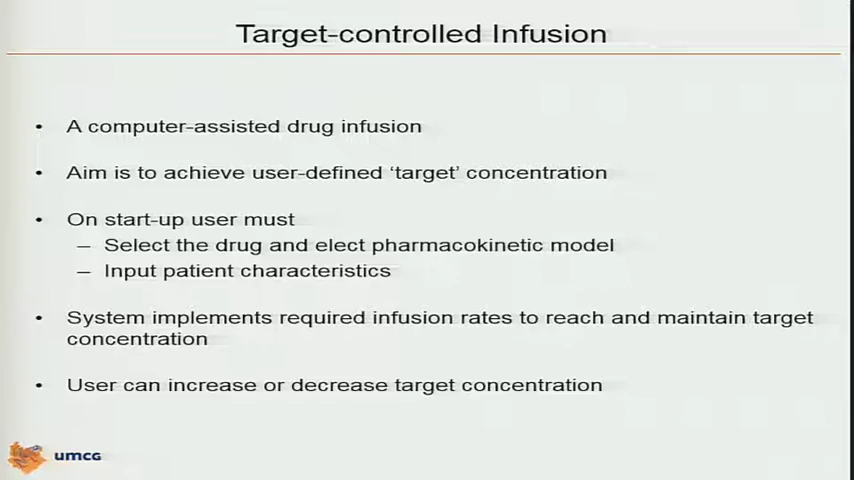 Target-controlled Infusion
• A computer-assisted drug infusion
• Aim is to achieve user-defined ‘target’ concentration
• On start-up user must
– Select the drug and elect pharmacokinetic model
– Input patient characteristics
• System implements required infusion rates to reach and maintain target
concentration
• User can increase or decrease target concentration
umcG